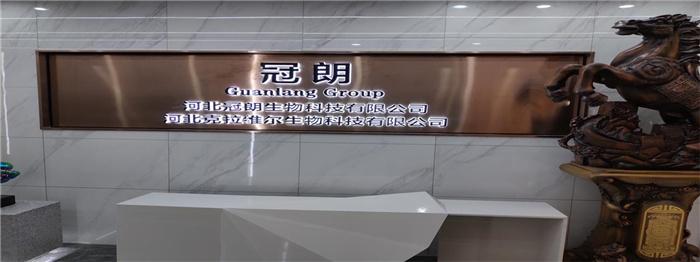 冠朗
Guanlang Group
河北冠朗生物科技有限公司
河北克拉维尔生物科技有限公司